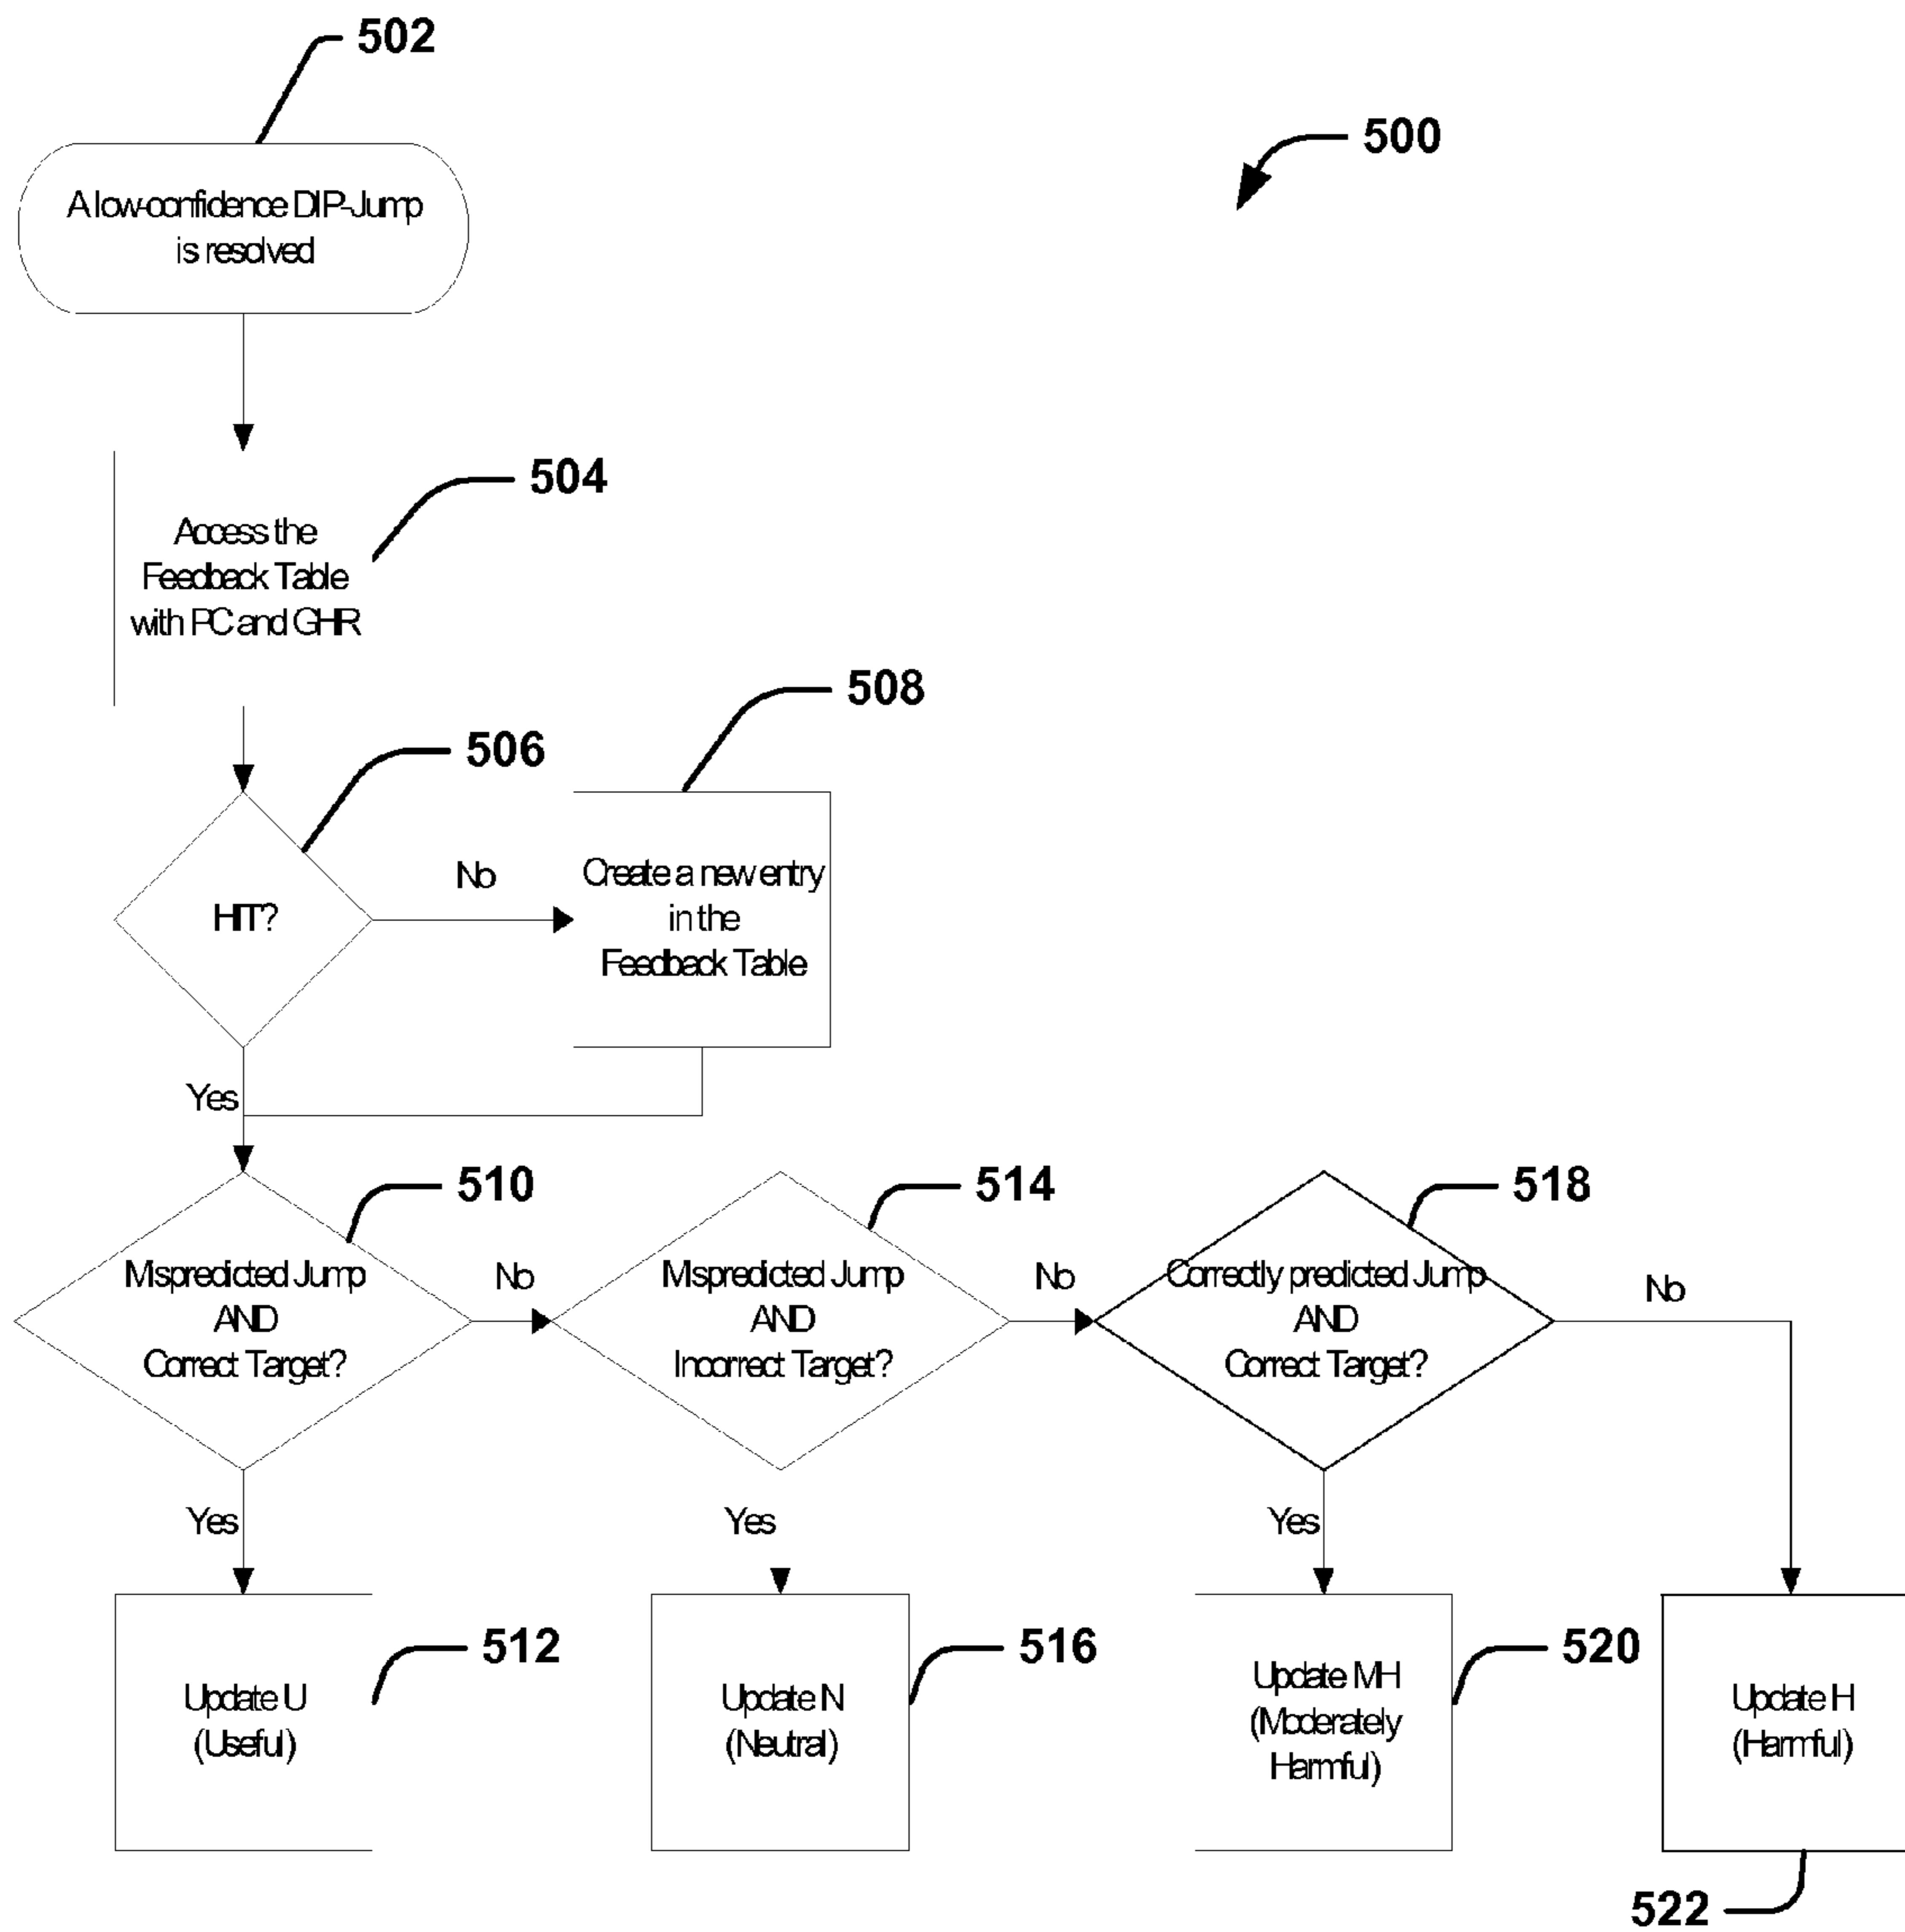 502
500
A low-confidence DIP-Jump
is resolved
504
Access the
Feedback Table
with PC and GHR
508
506
HIT?
No
Create a new entry
in the
Feedback Table
Yes
510
514
518
Mispredicted Jump
AND
Correct Target?
No
Mispredicted Jump
AND
Incorrect Target?
No
Correctly predicted Jump
AND
Correct Target?
No
Yes
Yes
Yes
512
516
520
Update U
(Useful)
Update N
(Neutral)
Update MH
(Moderately
Harmful)
Update H
(Harmful)
522